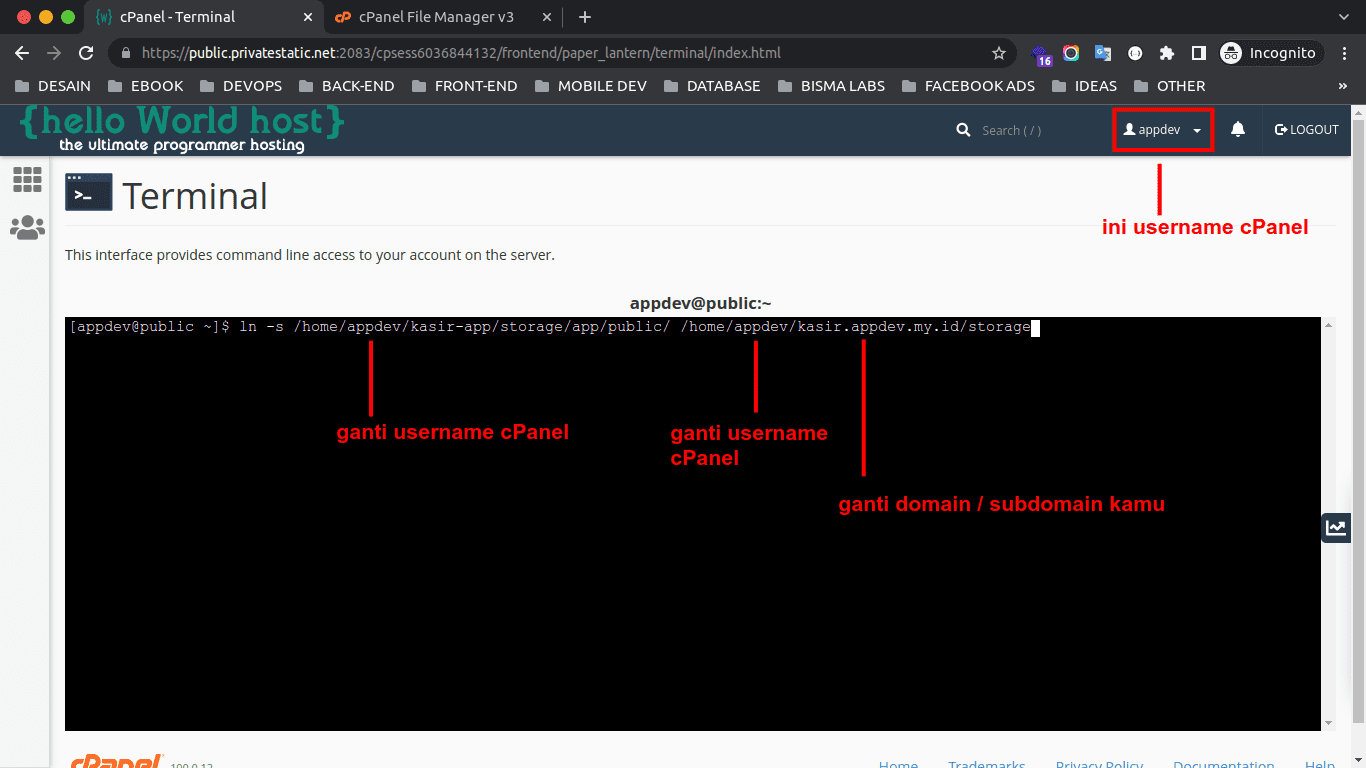 cPanel - Terminal
cPanel File Manager v3
https://public.privatestatic.net:2083/cpsess6036844132/frontend/paper_lantern/terminal/index.html
16
Incognito
DESAIN
EBOOK
DEVOPS
BACK-END
FRONT-END
MOBILE DEV
DATABASE
BISMA LABS
FACEBOOK ADS
IDEAS
OTHER
»
{hello World host}
the ultimate programmer hosting
Search ( / )
appdev
LOGOUT
Terminal
ini username cPanel
This interface provides command line access to your account on the server.
appdev@public:~
[appdev@public ~]$ ln -s /home/appdev/kasir-app/storage/app/public/ /home/appdev/kasir.appdev.my.id/storage
ganti username cPanel
ganti username
cPanel
ganti domain / subdomain kamu
cPanel
100.0.12
Home
Trademarks
Privacy Policy
Documentation
Help